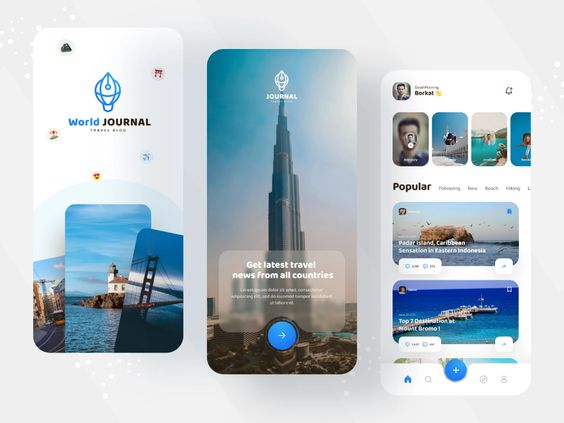 World JOURNAL
TRAVEL BLOG
JOURNAL
Get latest travel
news from all countries
Lorem ipsum dolor sit amet, consectetur
adipiscing elit, sed do eiusmod tempor incididunt
ut labore et.
Good Morning
Borkat 👋
Popular
Following
New
Beach
Hiking
Padar Island, Caribbean
Sensation in Eastern Indonesia
Top 7 Destination at
Mount Bromo !